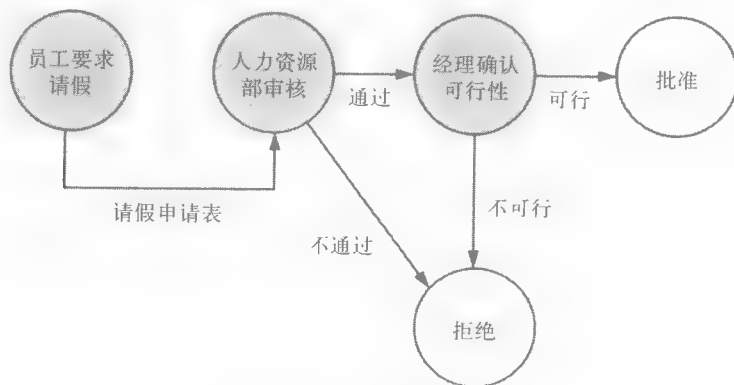 员工要求
请假
人力资源
部审核
通过
经理确认
可行性
可行
批准
请假申请表
不通过
不可行
拒绝